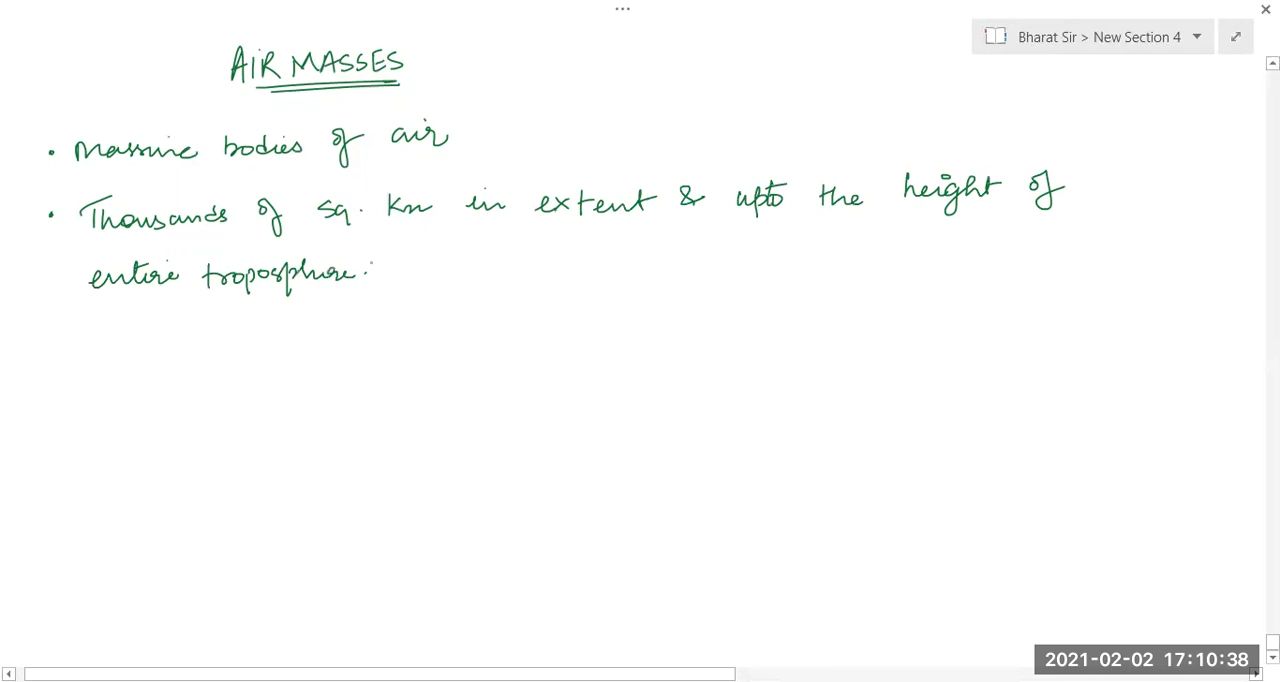 ...
Bharat Sir > New Section 4
AIR MASSES
• Massive bodies of air
• Thousands of sq. km in extent & upto the height of
entire troposphere.
2021-02-02 17:10:38